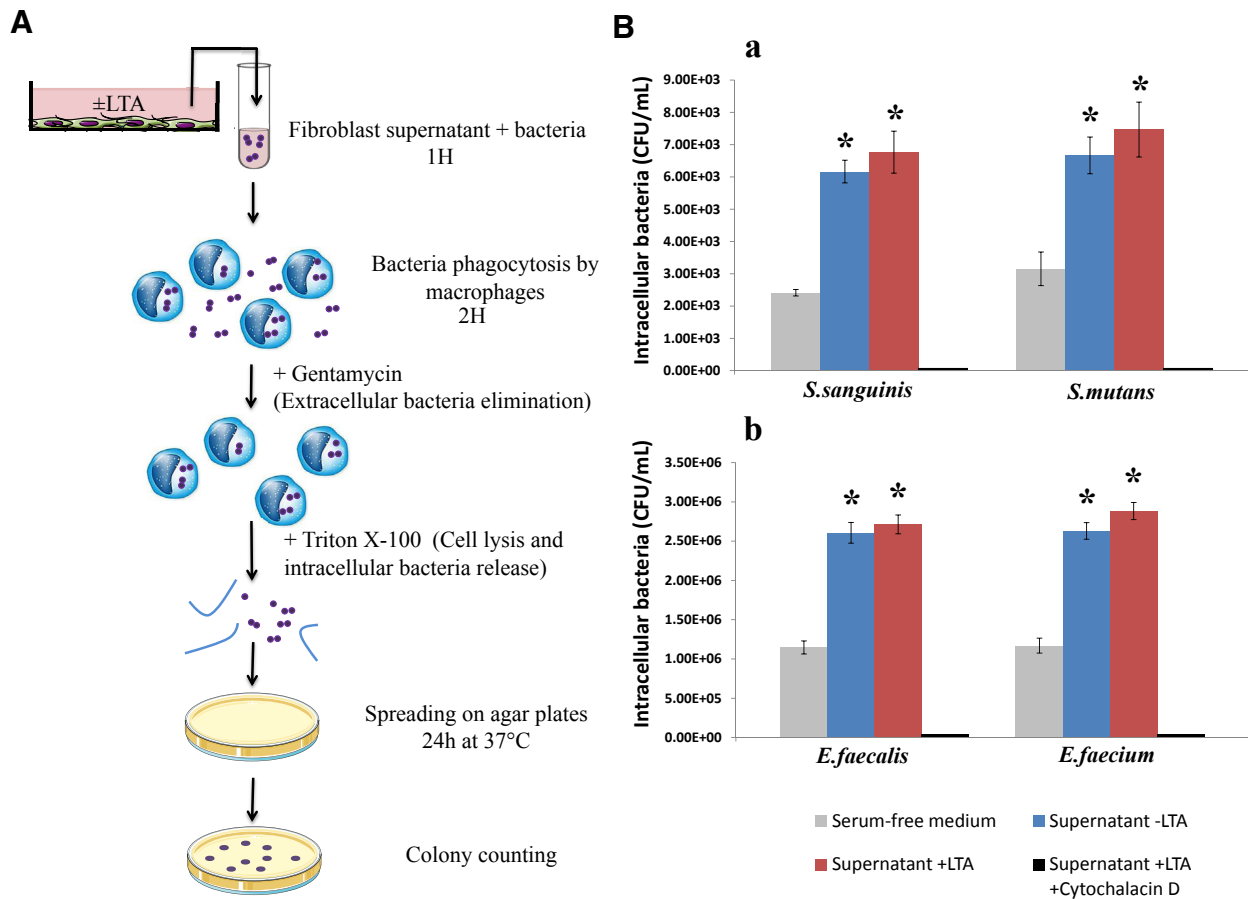 A
±LTA
Fibroblast supernatant + bacteria
1H
Bacteria phagocytosis by
macrophages
2H
+ Gentamycin
(Extracellular bacteria elimination)
+ Triton X-100 (Cell lysis and
intracellular bacteria release)
Spreading on agar plates
24h at 37°C
Colony counting
B
a
Intracellular bacteria (CFU/mL)
9.00E+03
8.00E+03
7.00E+03
6.00E+03
5.00E+03
4.00E+03
3.00E+03
2.00E+03
1.00E+03
0.00E+00
* * * *
S.sanguinis
S.mutans
b
Intracellular bacteria (CFU/mL)
3.50E+06
3.00E+06
2.50E+06
2.00E+06
1.50E+06
1.00E+06
5.00E+05
0.00E+00
* * * *
E.faecalis
E.faecium
Serum-free medium
Supernatant -LTA
Supernatant +LTA
Supernatant +LTA
+Cytochalacin D